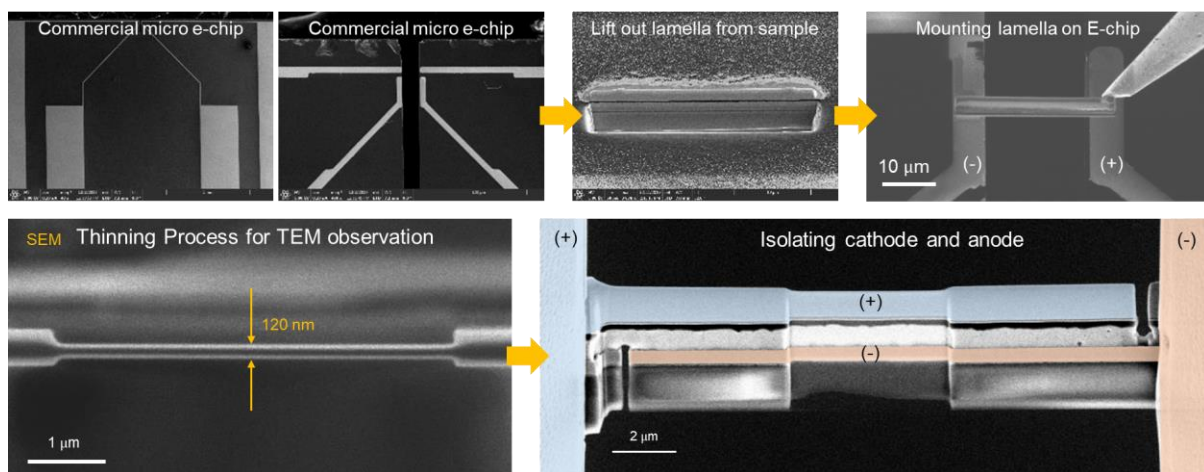 Commercial micro e-chip
Commercial micro e-chip
Lift out lamella from sample
Mounting lamella on E-chip
10 μm
(-)
(+)
SEM
Thinning Process for TEM observation
120 nm
1 μm
(+)
Isolating cathode and anode
(-)
(+)
(-)
2 μm